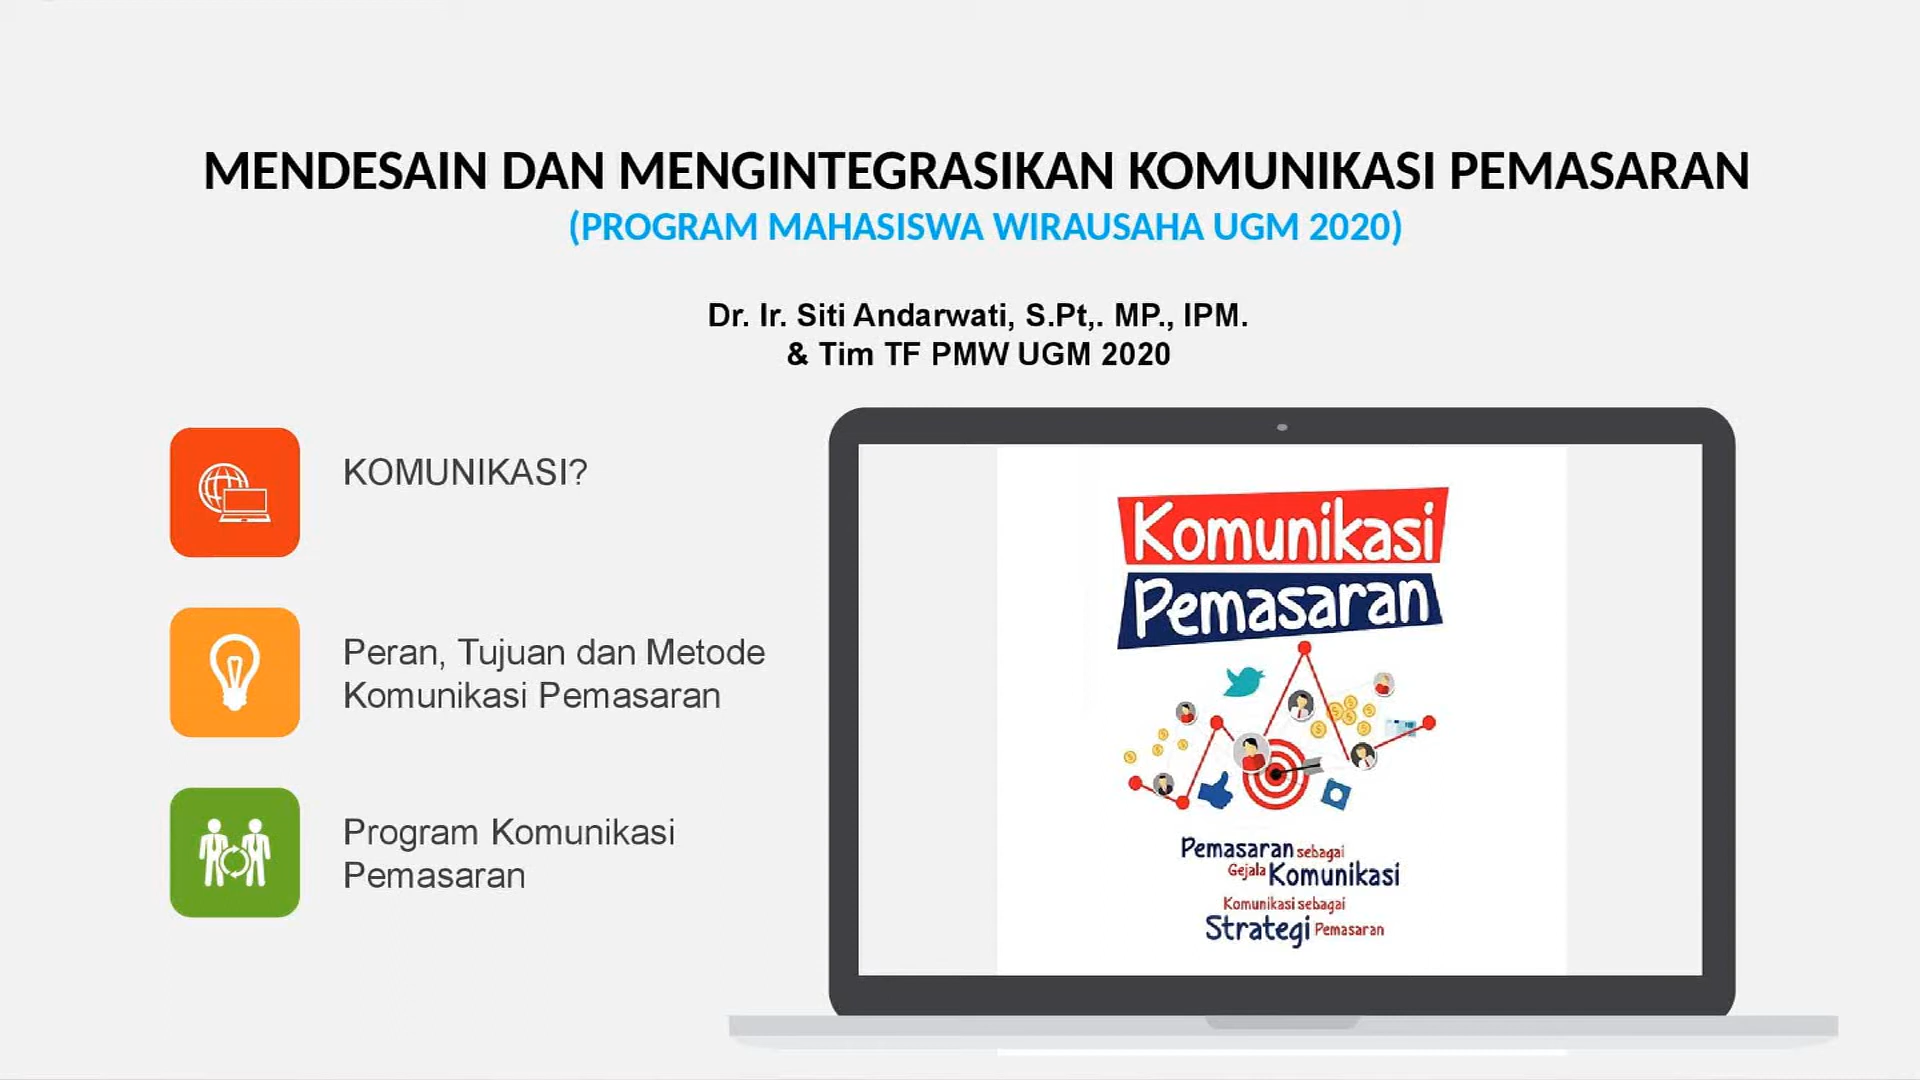 MENDESAIN DAN MENGINTEGRASIKAN KOMUNIKASI PEMASARAN
(PROGRAM MAHASISWA WIRAUSAHA UGM 2020)
Dr. Ir. Siti Andarwati, S.Pt,. MP., IPM.
& Tim TF PMW UGM 2020
KOMUNIKASI?
Peran, Tujuan dan Metode
Komunikasi Pemasaran
Program Komunikasi
Pemasaran
Komunikasi
Pemasaran
Pemasaran sebagai
Gejala Komunikasi
Komunikasi sebagai
Strategi Pemasaran